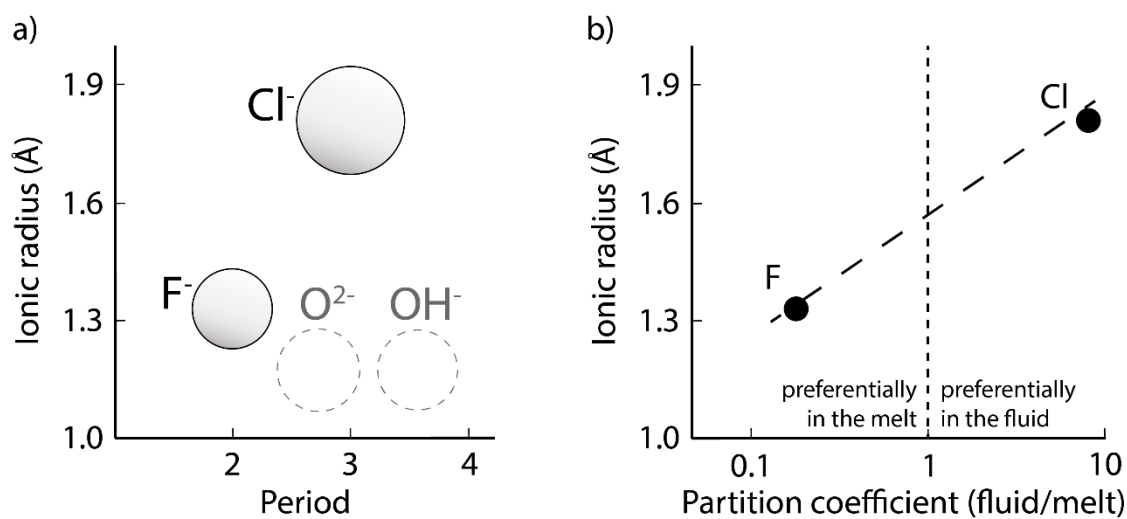 a)
Ionic radius (Å)
1.9
1.6
1.3
1.0
Cl⁻
F⁻
O²⁻
OH⁻
2
3
4
Period
b)
Ionic radius (Å)
1.9
1.6
1.3
1.0
Cl
F
preferentially
in the melt
preferentially
in the fluid
0.1
1
10
Partition coefficient (fluid/melt)